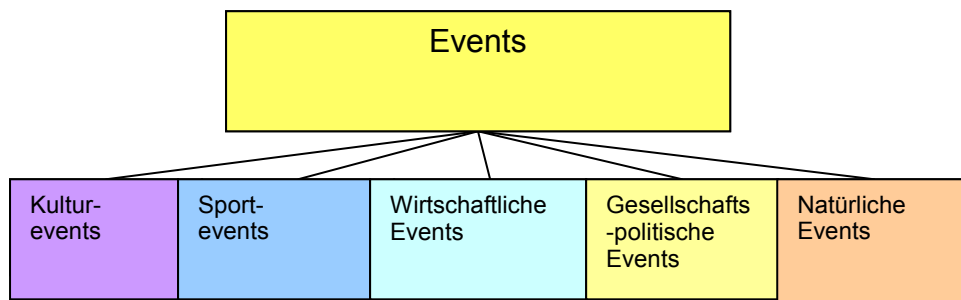 Events
Kultur-
events
Sport-
events
Wirtschaftliche
Events
Gesellschafts
-politische
Events
Natürliche
Events